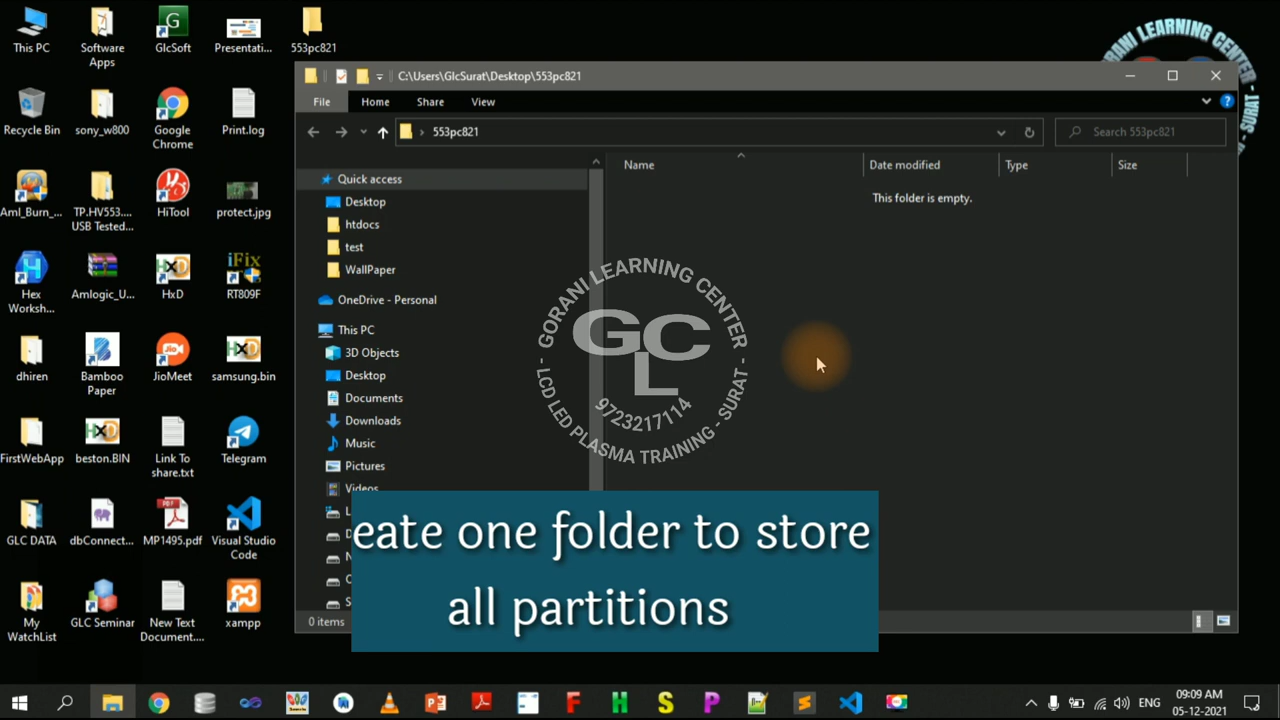 This PC
Software
Apps
GlcSoft
Presentati...
553pc821
Recycle Bin
sony_w800
Google
Chrome
Print.log
Aml_Burn_...
TP.HV553....
USB Tested...
HiTool
protect.jpg
Hex
Worksh...
Amlogic_U...
HxD
RT809F
dhiren
Bamboo
Paper
JioMeet
samsung.bin
FirstWebApp
beston.BIN
Link To
share.txt
Telegram
GLC DATA
dbConnect...
MP1495.pdf
Visual Studio
Code
My
WatchList
GLC Seminar
New Text
Document....
xampp
C:\Users\GlcSurat\Desktop\553pc821
File Home Share View
553pc821
Search 553pc821
Name Date modified Type Size
This folder is empty.
Quick access
Desktop
htdocs
test
WallPaper
OneDrive - Personal
This PC
3D Objects
Desktop
Documents
Downloads
Music
Pictures
Videos
0 items
GORANI LEARNING CENTER
GLC
9723217114
- LCD LED PLASMA TRAINING - SURAT -
eate one folder to store
all partitions
ENG
09:09 AM
05-12-2021